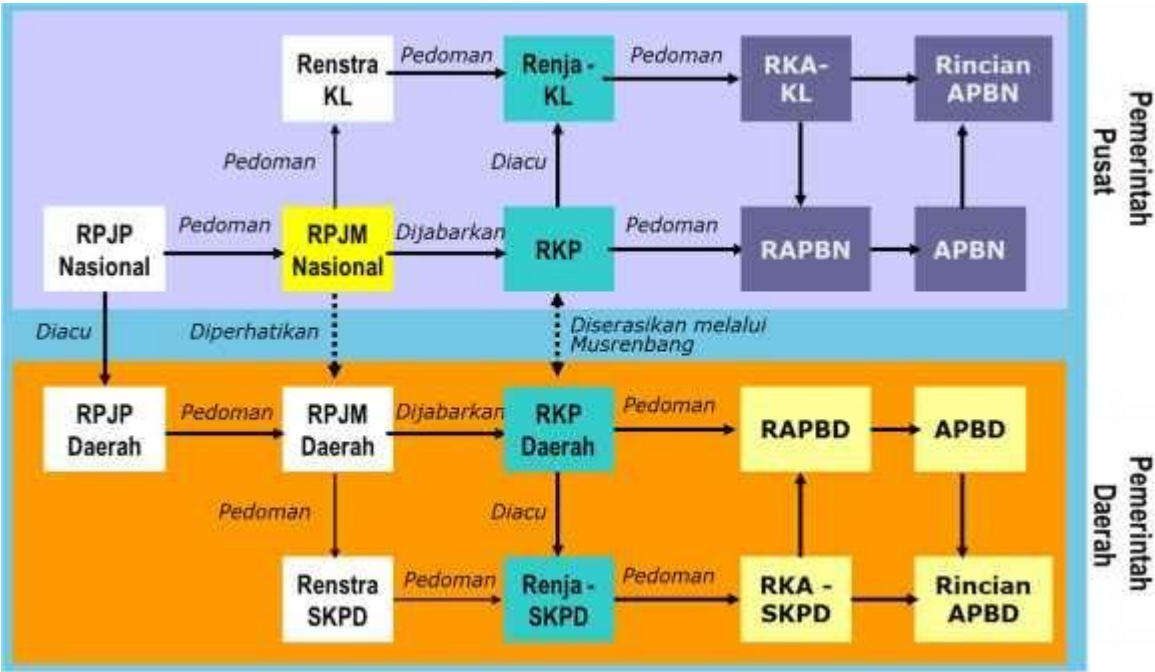 Renstra
KL
Pedoman
Renja -
KL
Pedoman
RKA-
KL
Rincian
APBN
Pedoman
Diacu
RPJP
Nasional
Pedoman
RPJM
Nasional
Dijabarkan
RKP
Pedoman
RAPBN
APBN
Pemerintah
Pusat
Diacu
Diperhatikan
Diserasikan melalui
Musrenbang
RPJP
Daerah
Pedoman
RPJM
Daerah
Dijabarkan
RKP
Daerah
Pedoman
RAPBD
APBD
Pedoman
Diacu
Renstra
SKPD
Pedoman
Renja -
SKPD
Pedoman
RKA -
SKPD
Rincian
APBD
Pemerintah
Daerah